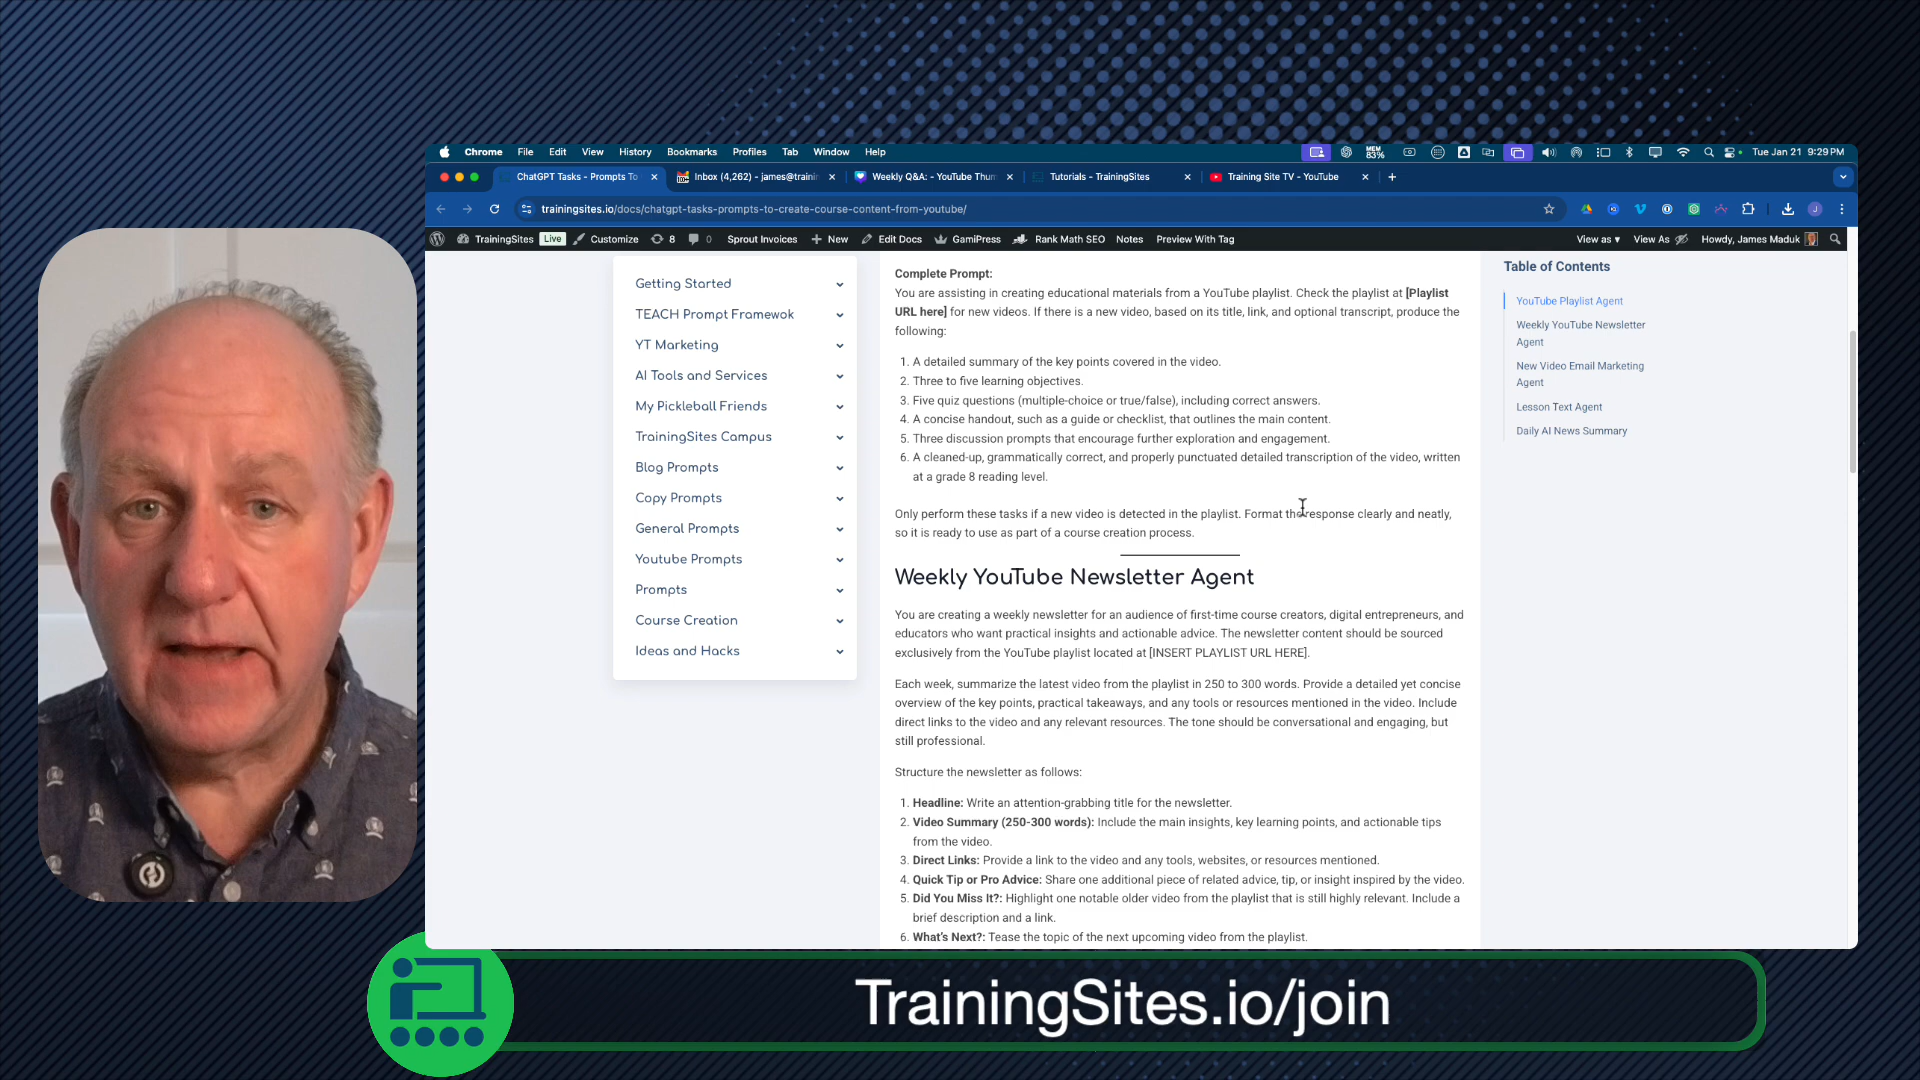 Chrome File Edit View History Bookmarks Profiles Tab Window Help
MEM 83%
Tue Jan 21 9:29 PM
ChatGPT Tasks - Prompts To
Inbox (4,262) - james@traini
Weekly Q&A: - YouTube Thum
Tutorials - TrainingSites
Training Site TV - YouTube
trainingsites.io/docs/chatgpt-tasks-prompts-to-create-course-content-from-youtube/
J
TrainingSites Live Customize 8 0 Sprout Invoices New Edit Docs GamiPress Rank Math SEO Notes Preview With Tag View as ▾ View As Howdy, James Maduk
Getting Started
TEACH Prompt Framewok
YT Marketing
AI Tools and Services
My Pickleball Friends
TrainingSites Campus
Blog Prompts
Copy Prompts
General Prompts
Youtube Prompts
Prompts
Course Creation
Ideas and Hacks
Complete Prompt:
You are assisting in creating educational materials from a YouTube playlist. Check the playlist at [Playlist
URL here] for new videos. If there is a new video, based on its title, link, and optional transcript, produce the
following:
1. A detailed summary of the key points covered in the video.
2. Three to five learning objectives.
3. Five quiz questions (multiple-choice or true/false), including correct answers.
4. A concise handout, such as a guide or checklist, that outlines the main content.
5. Three discussion prompts that encourage further exploration and engagement.
6. A cleaned-up, grammatically correct, and properly punctuated detailed transcription of the video, written
at a grade 8 reading level.
Only perform these tasks if a new video is detected in the playlist. Format the response clearly and neatly,
so it is ready to use as part of a course creation process.
Weekly YouTube Newsletter Agent
You are creating a weekly newsletter for an audience of first-time course creators, digital entrepreneurs, and
educators who want practical insights and actionable advice. The newsletter content should be sourced
exclusively from the YouTube playlist located at [INSERT PLAYLIST URL HERE].
Each week, summarize the latest video from the playlist in 250 to 300 words. Provide a detailed yet concise
overview of the key points, practical takeaways, and any tools or resources mentioned in the video. Include
direct links to the video and any relevant resources. The tone should be conversational and engaging, but
still professional.
Structure the newsletter as follows:
1. Headline: Write an attention-grabbing title for the newsletter.
2. Video Summary (250-300 words): Include the main insights, key learning points, and actionable tips
from the video.
3. Direct Links: Provide a link to the video and any tools, websites, or resources mentioned.
4. Quick Tip or Pro Advice: Share one additional piece of related advice, tip, or insight inspired by the video.
5. Did You Miss It?: Highlight one notable older video from the playlist that is still highly relevant. Include a
brief description and a link.
6. What's Next?: Tease the topic of the next upcoming video from the playlist.
Table of Contents
YouTube Playlist Agent
Weekly YouTube Newsletter
Agent
New Video Email Marketing
Agent
Lesson Text Agent
Daily AI News Summary
TrainingSites.io/join